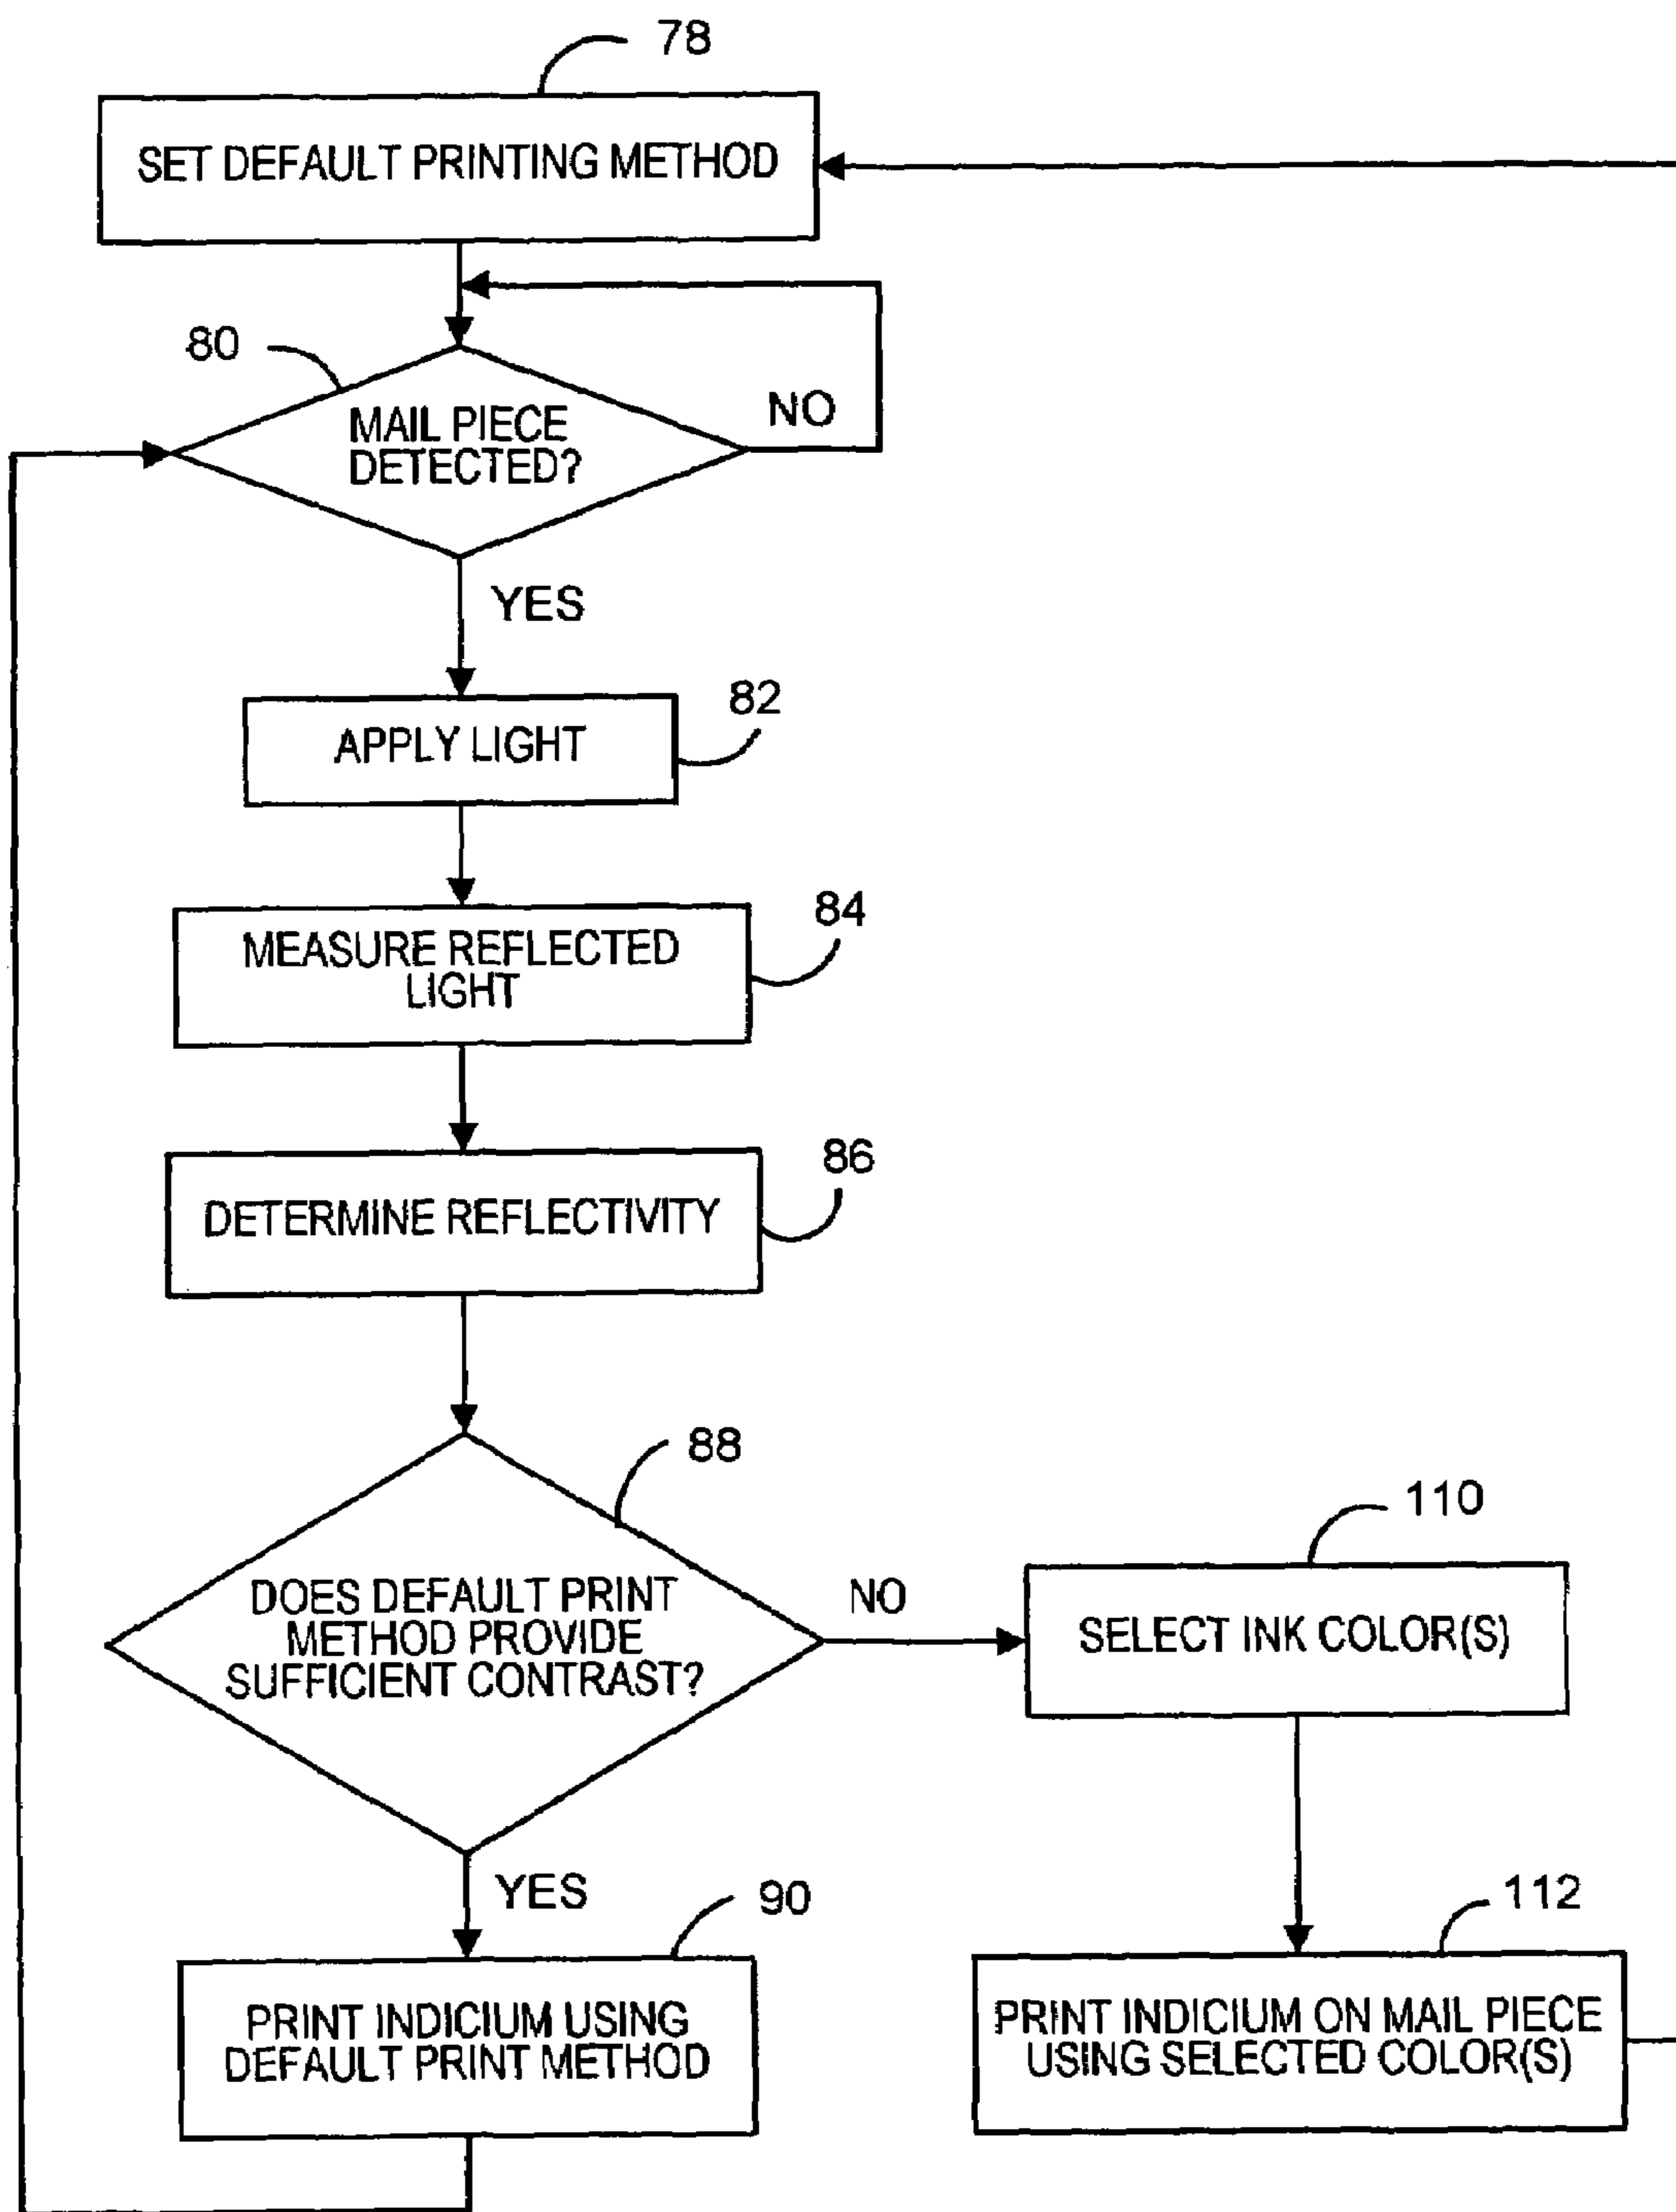 78
SET DEFAULT PRINTING METHOD
80
MAIL PIECE
DETECTED?
NO
YES
82
APPLY LIGHT
84
MEASURE REFLECTED
LIGHT
86
DETERMINE REFLECTIVITY
88
DOES DEFAULT PRINT
METHOD PROVIDE
SUFFICIENT CONTRAST?
NO
110
SELECT INK COLOR(S)
YES
90
PRINT INDICIUM USING
DEFAULT PRINT METHOD
112
PRINT INDICIUM ON MAIL PIECE
USING SELECTED COLOR(S)